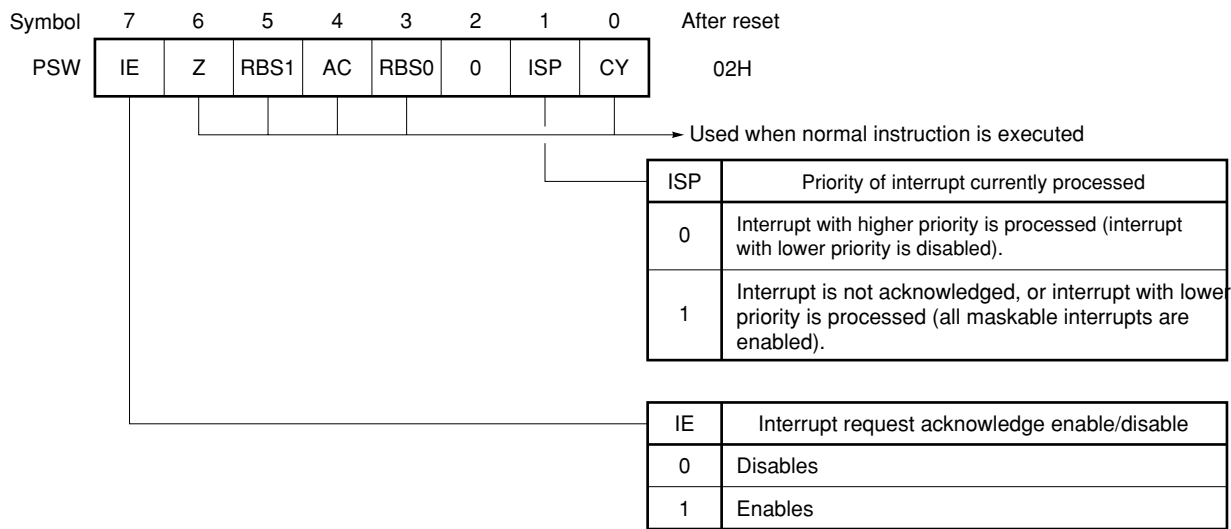 Symbol 7 6 5 4 3 2 1 0 After reset
PSW IE Z RBS1 AC RBS0 0 ISP CY 02H
Used when normal instruction is executed
ISP Priority of interrupt currently processed
0 Interrupt with higher priority is processed (interrupt
with lower priority is disabled).
1 Interrupt is not acknowledged, or interrupt with lower
priority is processed (all maskable interrupts are
enabled).
IE Interrupt request acknowledge enable/disable
0 Disables
1 Enables